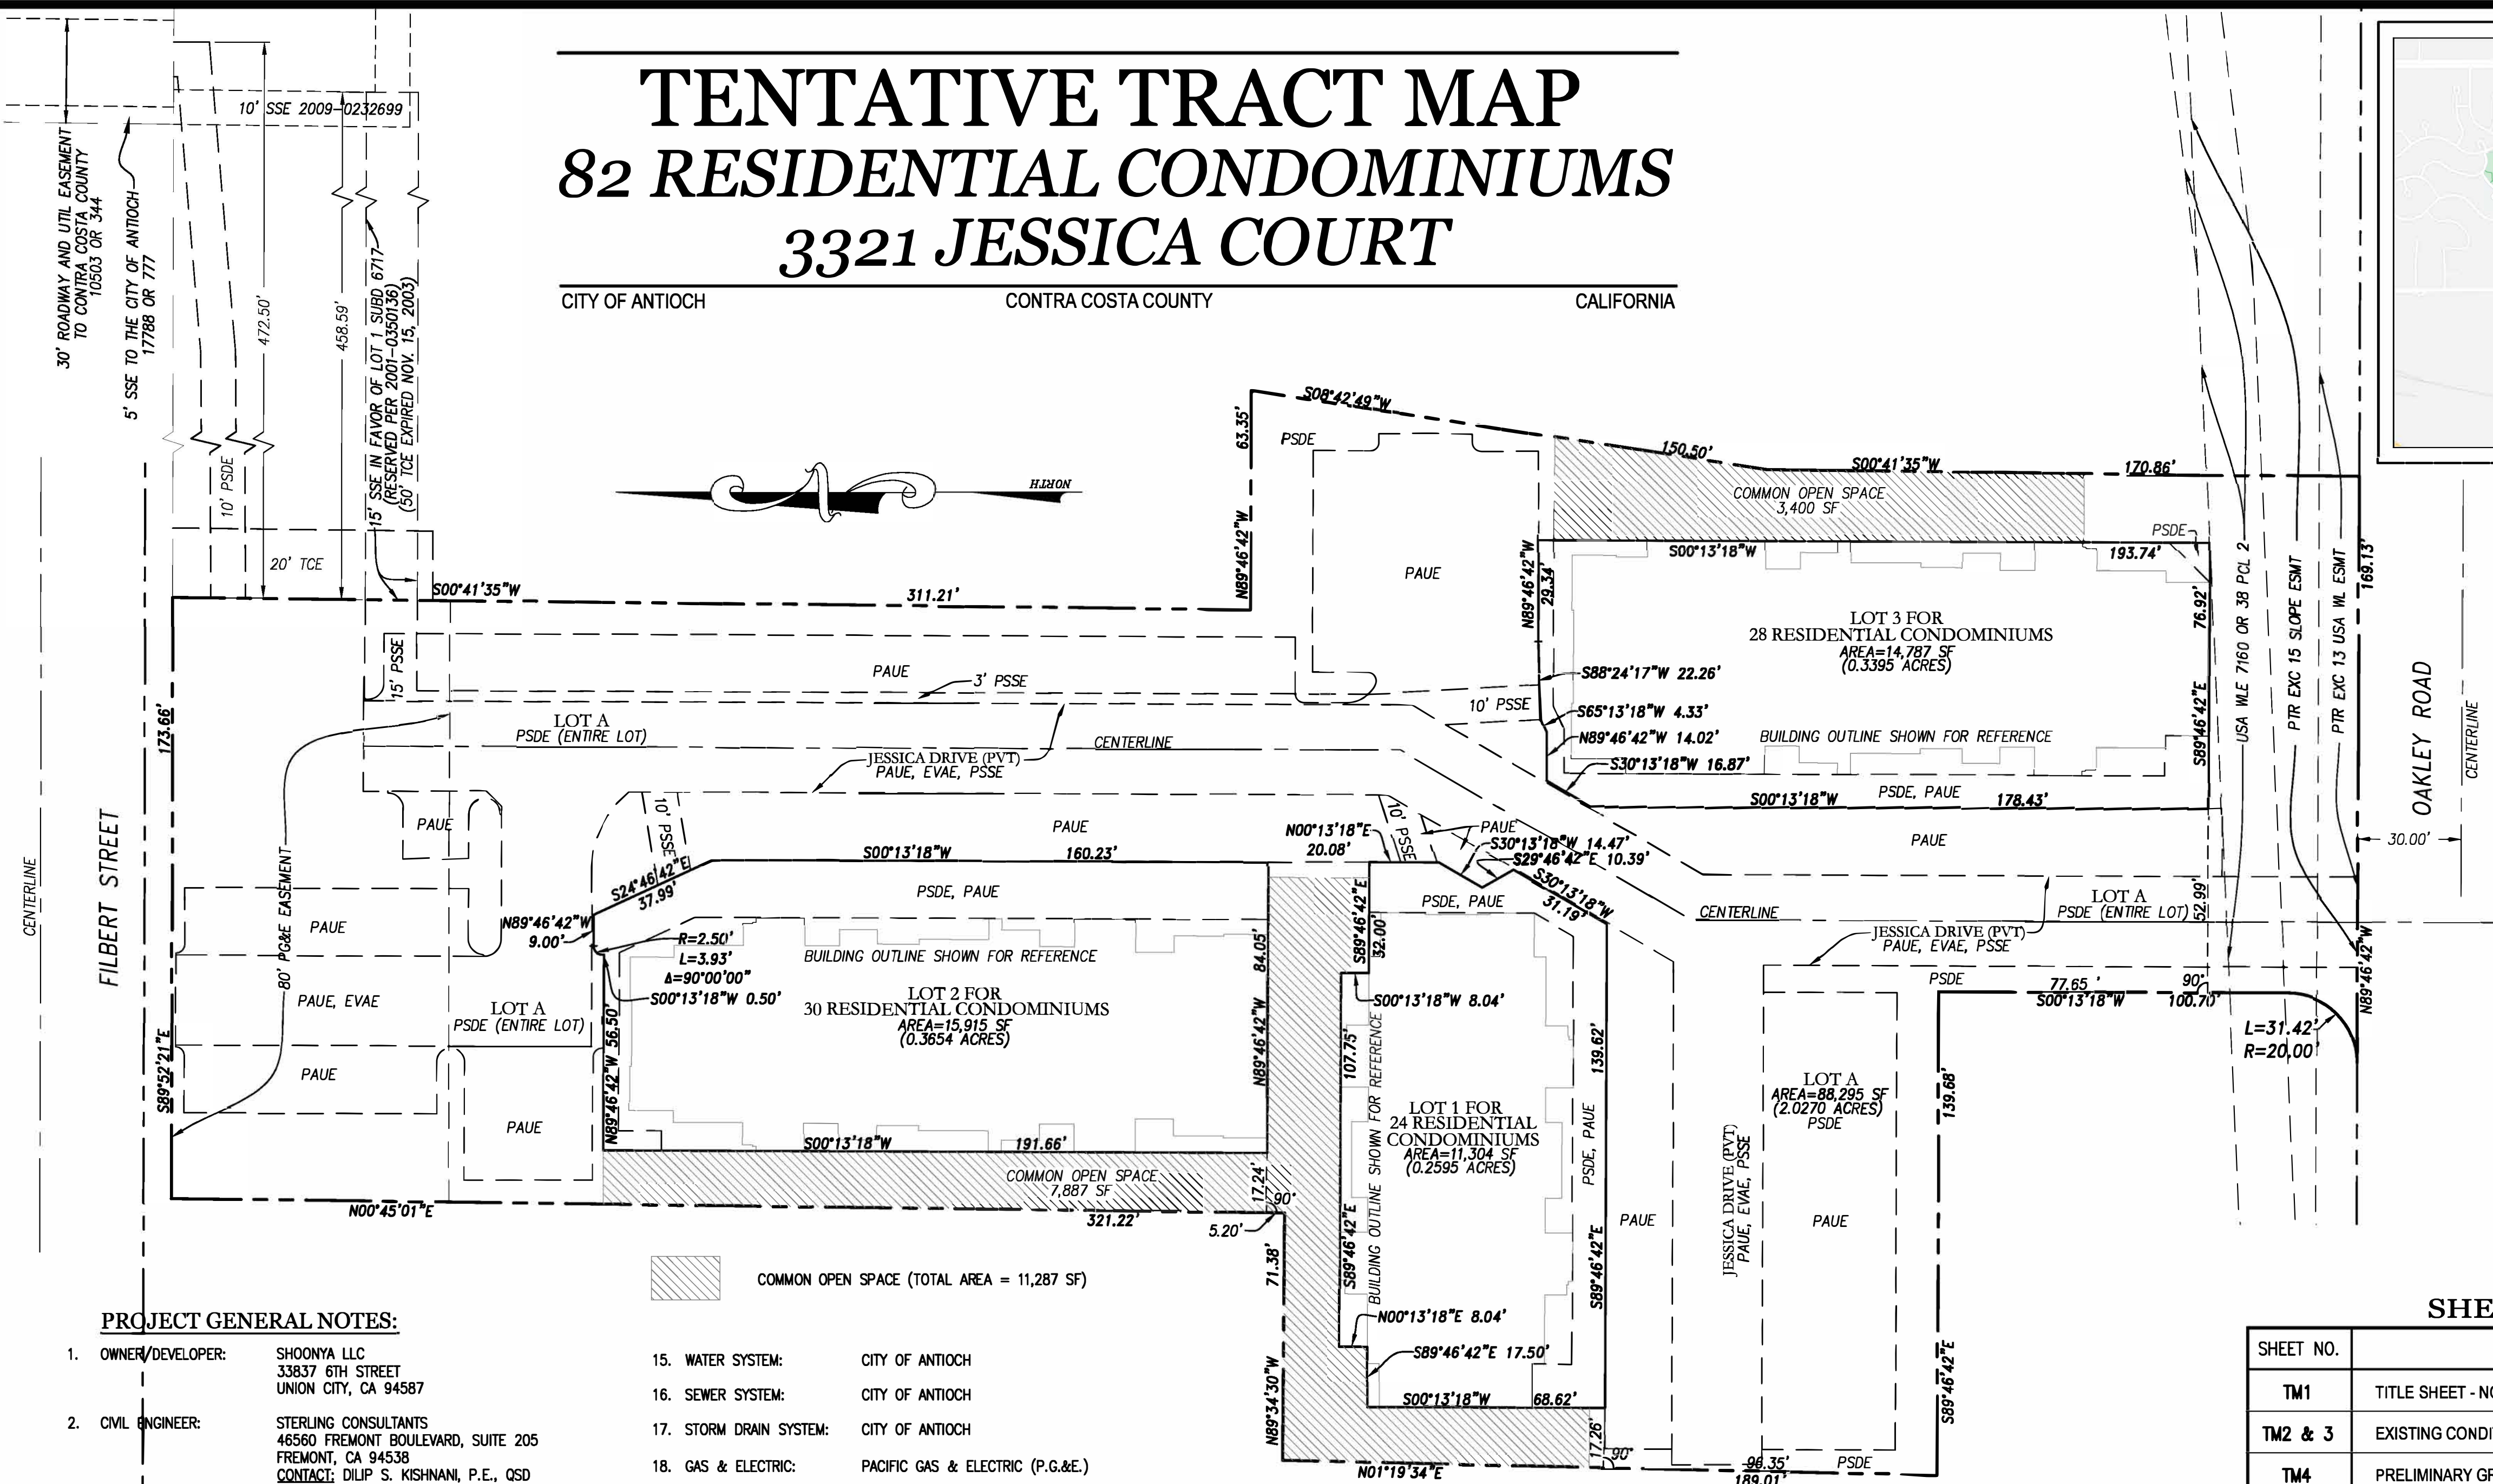 TENTATIVE TRACT MAP
82 RESIDENTIAL CONDOMINIUMS
3321 JESSICA COURT
CITY OF ANTIOCH
CONTRA COSTA COUNTY
CALIFORNIA
30' ROADWAY AND UTIL EASEMENT
TO CONTRA COSTA COUNTY
10503 OR 344
5' SSE TO THE CITY OF ANTIOCH
17788 OR 777
10' SSE 2009-0232699
472.50'
458.59'
15' SSE IN FAVOR OF LOT 1 SUBD 6717
(RESERVED PER 2001-0350136)
(50' TCE EXPIRED NOV. 15, 2003)
10' PSDE
20' TCE
NORTH
S00°41'35"W
311.21'
63.35'
N89°46'42"W
S08°42'49"W
150.50'
S00°41'35"W
170.86'
PSDE
PAUE
COMMON OPEN SPACE
3,400 SF
S00°13'18"W
193.74'
PSDE
N89°46'42"W
29.34'
LOT 3 FOR
28 RESIDENTIAL CONDOMINIUMS
AREA=14,787 SF
(0.3395 ACRES)
76.92'
S89°46'42"E
S88°24'17"W 22.26'
S65°13'18"W 4.33'
N89°46'42"W 14.02'
S30°13'18"W 16.87'
BUILDING OUTLINE SHOWN FOR REFERENCE
PSDE, PAUE
S00°13'18"W
178.43'
USA WLE 7160 OR 38 PCL 2
PTR EXC 15 SLOPE ESMT
PTR EXC 13 USA WL ESMT
169.13'
OAKLEY ROAD
CENTERLINE
30.00'
15' PSSE
PAUE
3' PSSE
10' PSSE
LOT A
PSDE (ENTIRE LOT)
CENTERLINE
JESSICA DRIVE (PVT)
PAUE, EVAE, PSSE
173.66'
S89°52'21"E
FILBERT STREET
CENTERLINE
80' PG&E EASEMENT
PAUE
PAUE
PAUE, EVAE
PAUE
PAUE
LOT A
PSDE (ENTIRE LOT)
10' PSSE
PAUE
S24°46'42"E
37.99'
S00°13'18"W
160.23'
N89°46'42"W
9.00'
R=2.50'
L=3.93'
Δ=90°00'00"
S00°13'18"W 0.50'
N89°46'42"W 56.50'
PSDE, PAUE
BUILDING OUTLINE SHOWN FOR REFERENCE
LOT 2 FOR
30 RESIDENTIAL CONDOMINIUMS
AREA=15,915 SF
(0.3654 ACRES)
84.05'
N89°46'42"W
S00°13'18"W
191.66'
COMMON OPEN SPACE
7,887 SF
17.24'
90°
5.20'
N00°45'01"E
321.22'
N00°13'18"E
20.08'
10' PSSE
PAUE
S30°13'18"W 14.47'
S29°46'42"E 10.39'
S30°13'18"W
31.19'
S89°46'42"E
32.00'
PSDE, PAUE
S00°13'18"W 8.04'
107.75'
S89°46'42"E
BUILDING OUTLINE SHOWN FOR REFERENCE
LOT 1 FOR
24 RESIDENTIAL
CONDOMINIUMS
AREA=11,304 SF
(0.2595 ACRES)
139.62'
PSDE, PAUE
S89°46'42"E
N00°13'18"E 8.04'
S89°46'42"E 17.50'
S00°13'18"W
68.62'
71.38'
N89°34'30"W
17.26'
90°
N01°19'34"E
96.35'
189.01'
PSDE
PAUE
JESSICA DRIVE (PVT)
PAUE, EVAE, PSSE
PAUE
LOT A
AREA=88,295 SF
(2.0270 ACRES)
PSDE
139.68'
S89°46'42"E
PAUE
CENTERLINE
LOT A
PSDE (ENTIRE LOT)
52.99'
JESSICA DRIVE (PVT)
PAUE, EVAE, PSSE
PSDE
77.65'
90°
S00°13'18"W
100.70'
L=31.42'
R=20.00'
N89°46'42"W
COMMON OPEN SPACE (TOTAL AREA = 11,287 SF)
PROJECT GENERAL NOTES:
1. OWNER/DEVELOPER: SHOONYA LLC
33837 6TH STREET
UNION CITY, CA 94587
2. CIVIL ENGINEER: STERLING CONSULTANTS
46560 FREMONT BOULEVARD, SUITE 205
FREMONT, CA 94538
CONTACT: DILIP S. KISHNANI, P.E., QSD
15. WATER SYSTEM: CITY OF ANTIOCH
16. SEWER SYSTEM: CITY OF ANTIOCH
17. STORM DRAIN SYSTEM: CITY OF ANTIOCH
18. GAS & ELECTRIC: PACIFIC GAS & ELECTRIC (P.G.&E.)
SHE
SHEET NO.
TM1 TITLE SHEET - NO
TM2 & 3 EXISTING CONDI
TM4 PRELIMINARY GR